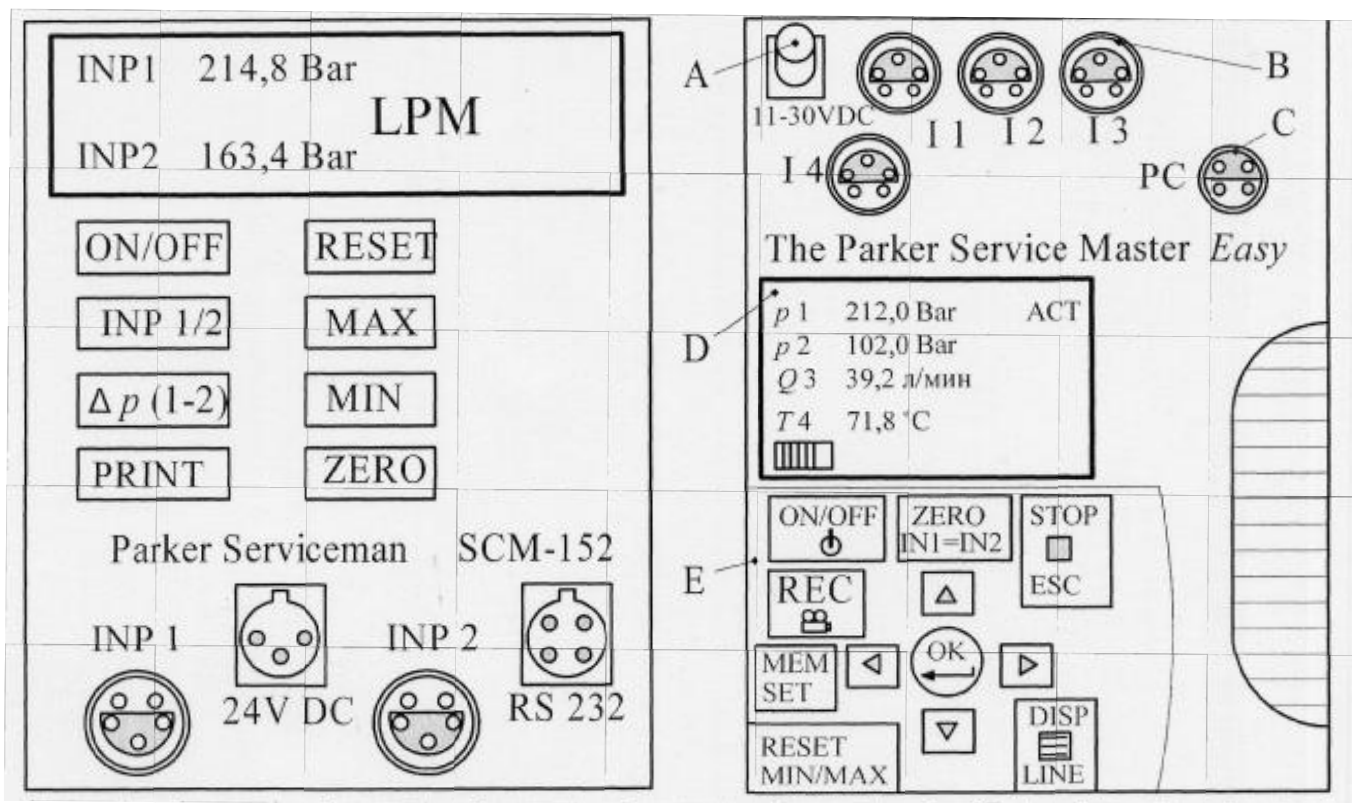 INP1 214,8 Bar
LPM
INP2 163,4 Bar
ON/OFF RESET
INP 1/2 MAX
Δ p (1-2) MIN
PRINT ZERO
Parker Serviceman SCM-152
INP 1 INP 2
24V DC RS 232
A B
11-30VDC
I 1 I 2 I 3
C
I 4 PC
The Parker Service Master Easy
D
p 1 212,0 Bar ACT
p 2 102,0 Bar
Q 3 39,2 л/мин
T 4 71,8 °C
E
ON/OFF
ZERO
IN1=IN2
STOP
ESC
REC
MEM
SET
OK
RESET
MIN/MAX
DISP
LINE